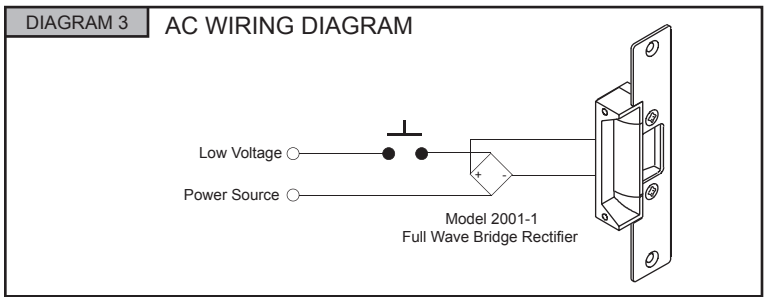 DIAGRAM 3
AC WIRING DIAGRAM
Low Voltage
+ -
Power Source
Model 2001-1
Full Wave Bridge Rectifier